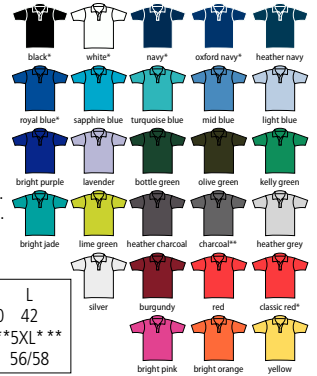 black* white* navy* oxford navy* heather navy
royal blue* sapphire blue turquoise blue mid blue light blue
bright purple lavender bottle green olive green kelly green
bright jade lime green heather charcoal charcoal** heather grey
silver burgundy red classic red*
bright pink bright orange yellow
L
0 42
**5XL* **
56/58